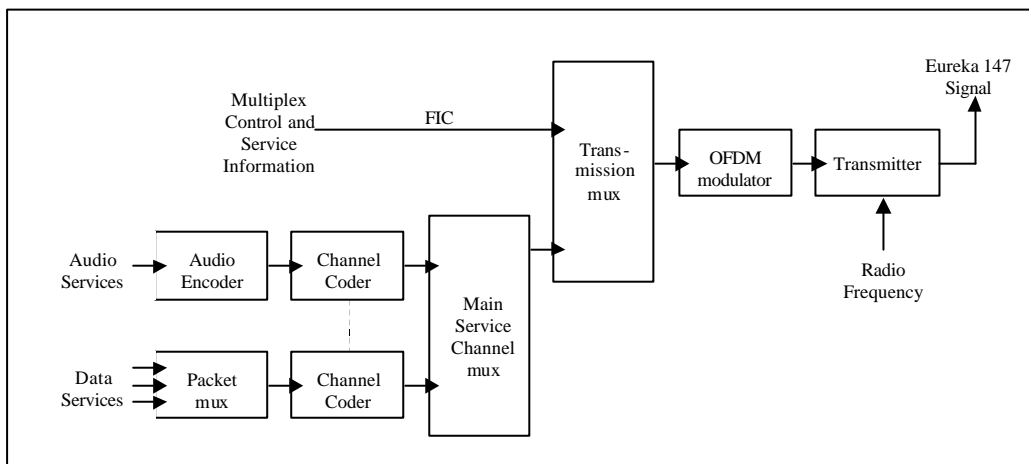 Eureka 147
Signal
Multiplex
Control and
Service
Information
FIC
Trans-
mission
mux
OFDM
modulator
Transmitter
Radio
Frequency
Audio
Services
Audio
Encoder
Channel
Coder
Main
Service
Channel
mux
Data
Services
Packet
mux
Channel
Coder